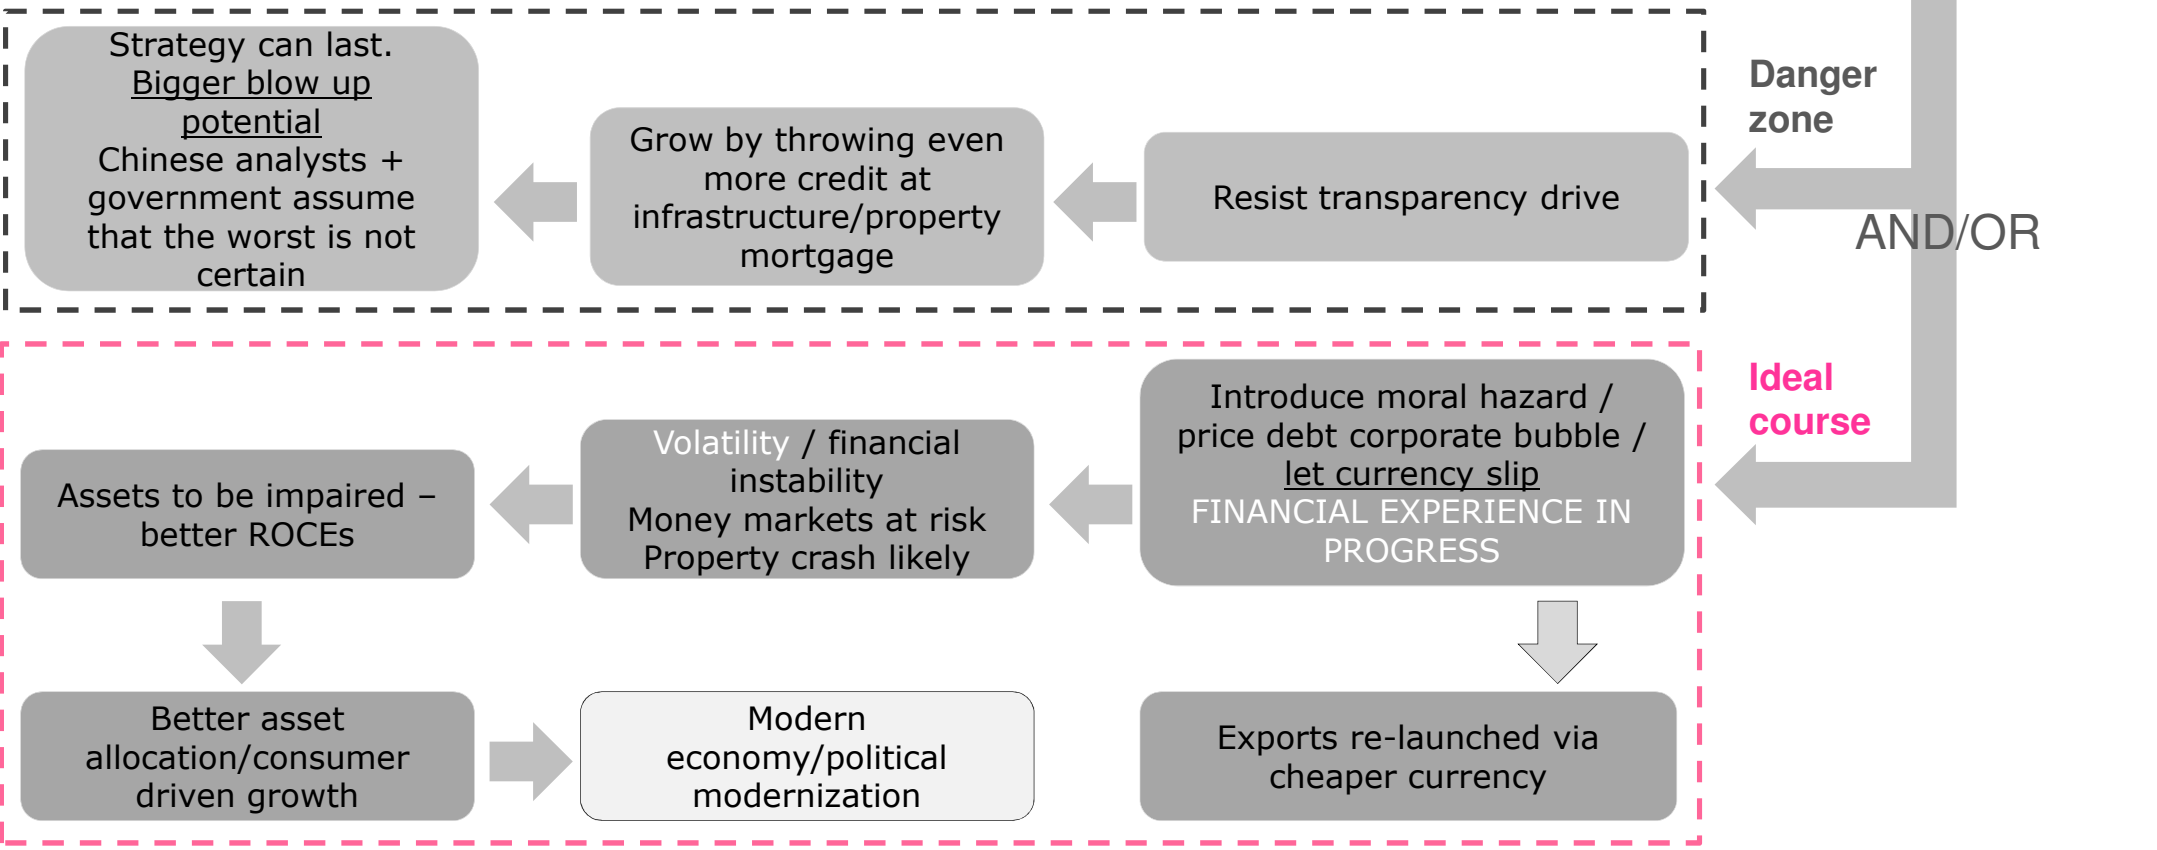 Strategy can last.
Bigger blow up
potential
Chinese analysts +
government assume
that the worst is not
certain
Grow by throwing even
more credit at
infrastructure/property
mortgage
Resist transparency drive
Danger
zone
AND/OR
Ideal
course
Introduce moral hazard /
price debt corporate bubble /
let currency slip
FINANCIAL EXPERIENCE IN
PROGRESS
Volatility / financial
instability
Money markets at risk
Property crash likely
Assets to be impaired –
better ROCEs
Better asset
allocation/consumer
driven growth
Modern
economy/political
modernization
Exports re-launched via
cheaper currency